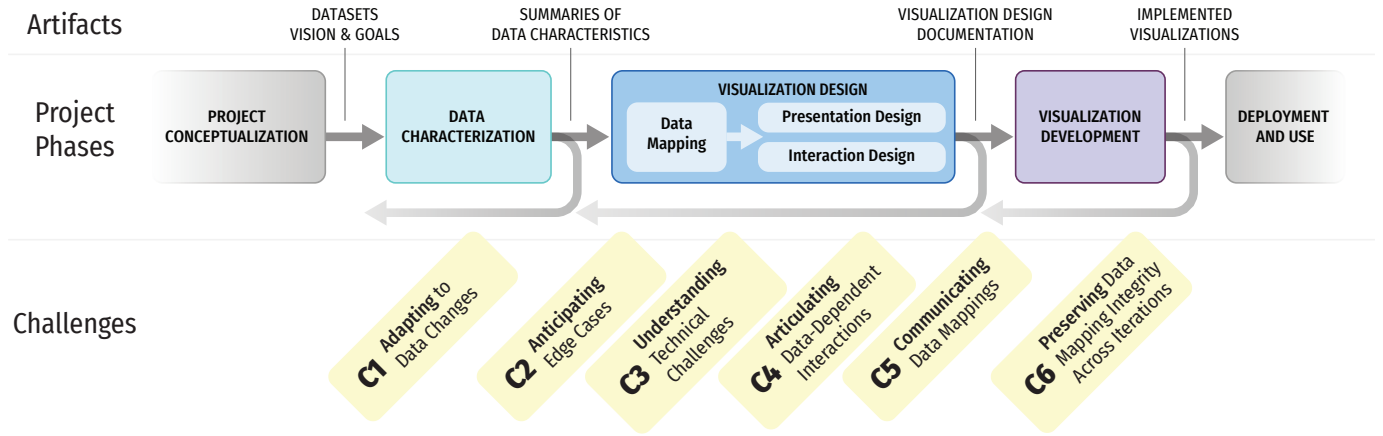 Artifacts
DATASETS
VISION & GOALS
SUMMARIES OF
DATA CHARACTERISTICS
VISUALIZATION DESIGN
DOCUMENTATION
IMPLEMENTED
VISUALIZATIONS
Project
Phases
PROJECT
CONCEPTUALIZATION
DATA
CHARACTERIZATION
VISUALIZATION DESIGN
Data
Mapping
Presentation Design
Interaction Design
VISUALIZATION
DEVELOPMENT
DEPLOYMENT
AND USE
Challenges
C1 Adapting to
Data Changes
C2 Anticipating
Edge Cases
C3 Understanding
Technical
Challenges
C4 Articulating
Data-Dependent
Interactions
C5 Communicating
Data Mappings
C6 Preserving Data
Mapping Integrity
Across Iterations